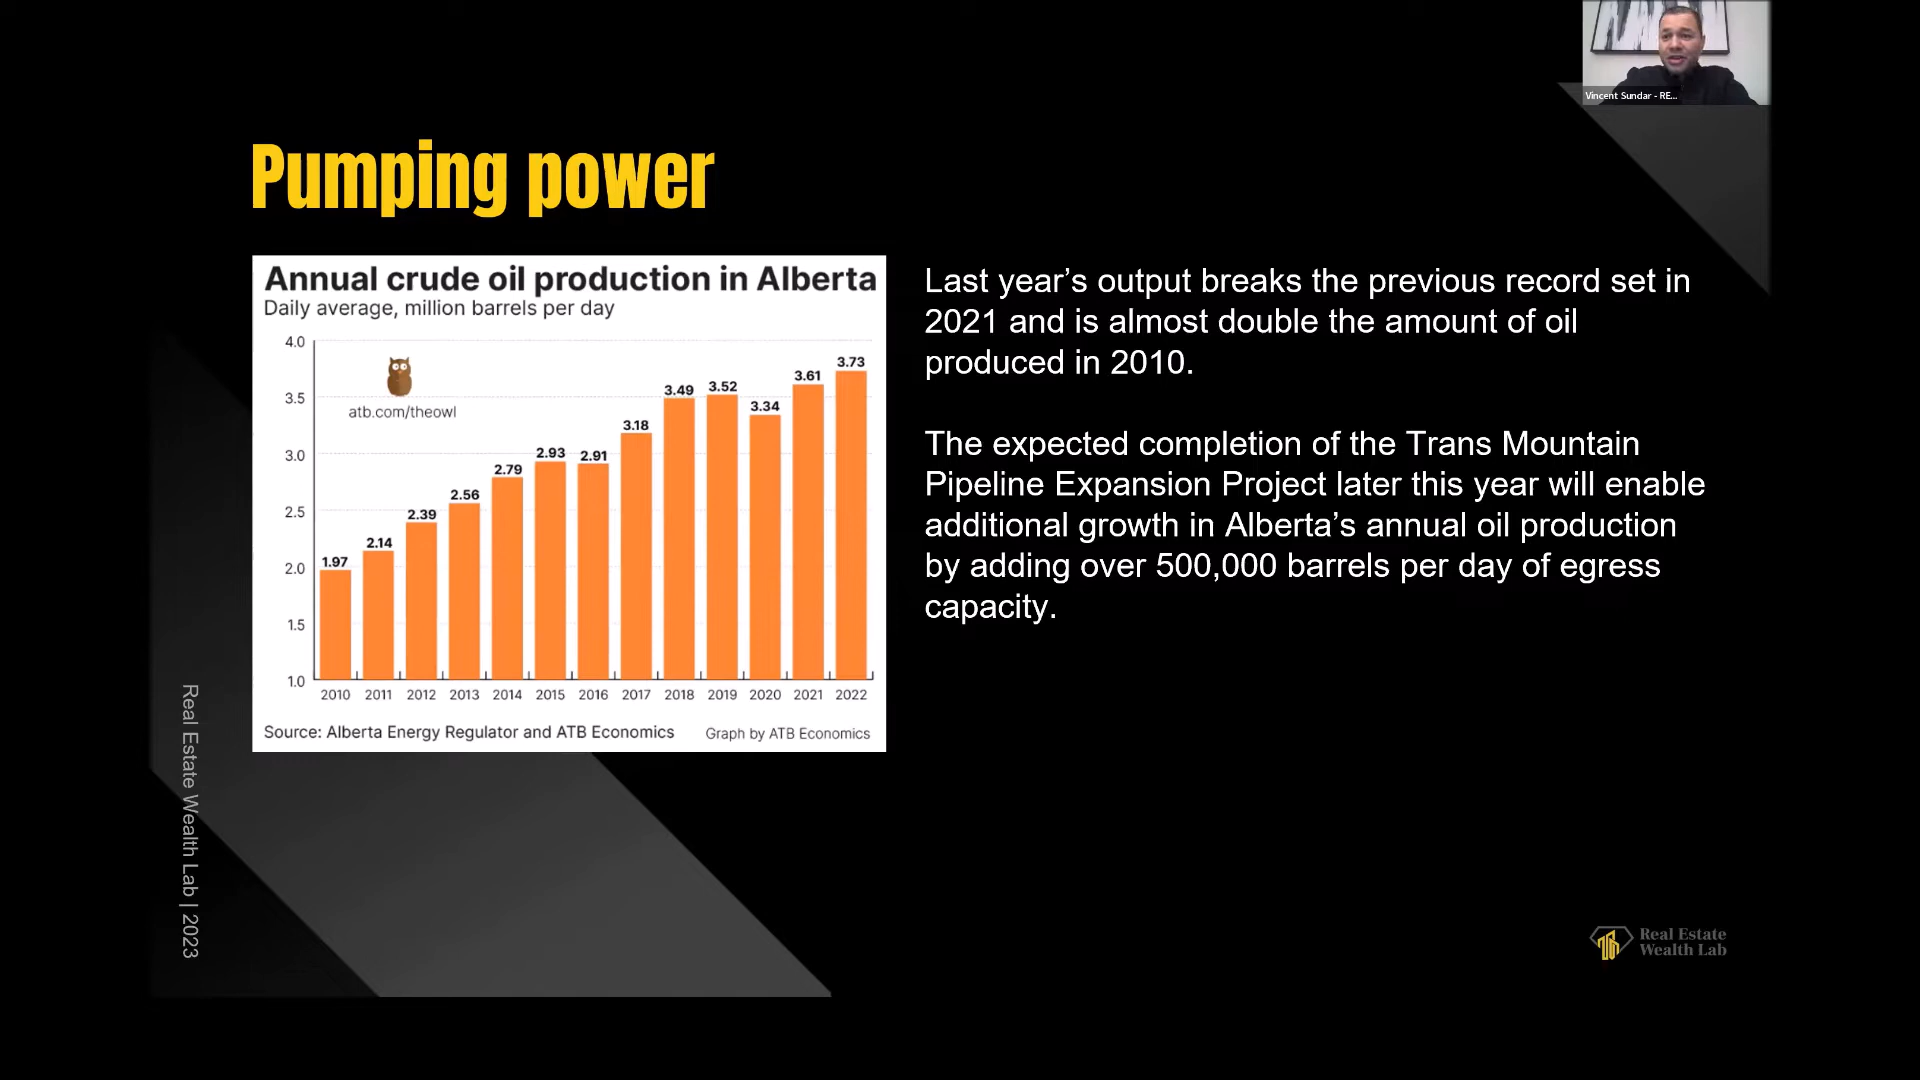 Vincent Sundar - RE...
Pumping power
Annual crude oil production in Alberta
Daily average, million barrels per day
4.0
3.5
3.0
2.5
2.0
1.5
1.0
atb.com/theowl
1.97
2.14
2.39
2.56
2.79
2.93
2.91
3.18
3.49
3.52
3.34
3.61
3.73
2010 2011 2012 2013 2014 2015 2016 2017 2018 2019 2020 2021 2022
Source: Alberta Energy Regulator and ATB Economics
Graph by ATB Economics
Last year’s output breaks the previous record set in
2021 and is almost double the amount of oil
produced in 2010.
The expected completion of the Trans Mountain
Pipeline Expansion Project later this year will enable
additional growth in Alberta’s annual oil production
by adding over 500,000 barrels per day of egress
capacity.
Real Estate Wealth Lab | 2023
Real Estate
Wealth Lab